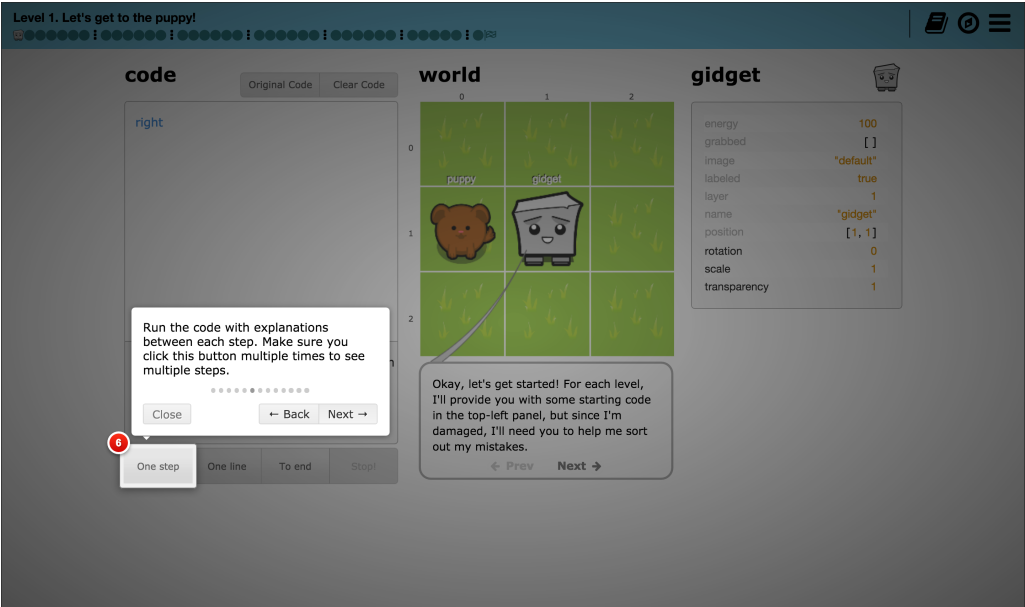 Level 1. Let's get to the puppy!
code
Original Code
Clear Code
right
Run the code with explanations
between each step. Make sure you
click this button multiple times to see
multiple steps.
Close
← Back
Next →
6
One step
One line
To end
Stop!
world
0
1
2
0
1
2
puppy
gidget
Okay, let's get started! For each level,
I'll provide you with some starting code
in the top-left panel, but since I'm
damaged, I'll need you to help me sort
out my mistakes.
← Prev
Next →
gidget
energy 100
grabbed [ ]
image "default"
labeled true
layer 1
name "gidget"
position [1, 1]
rotation 0
scale 1
transparency 1